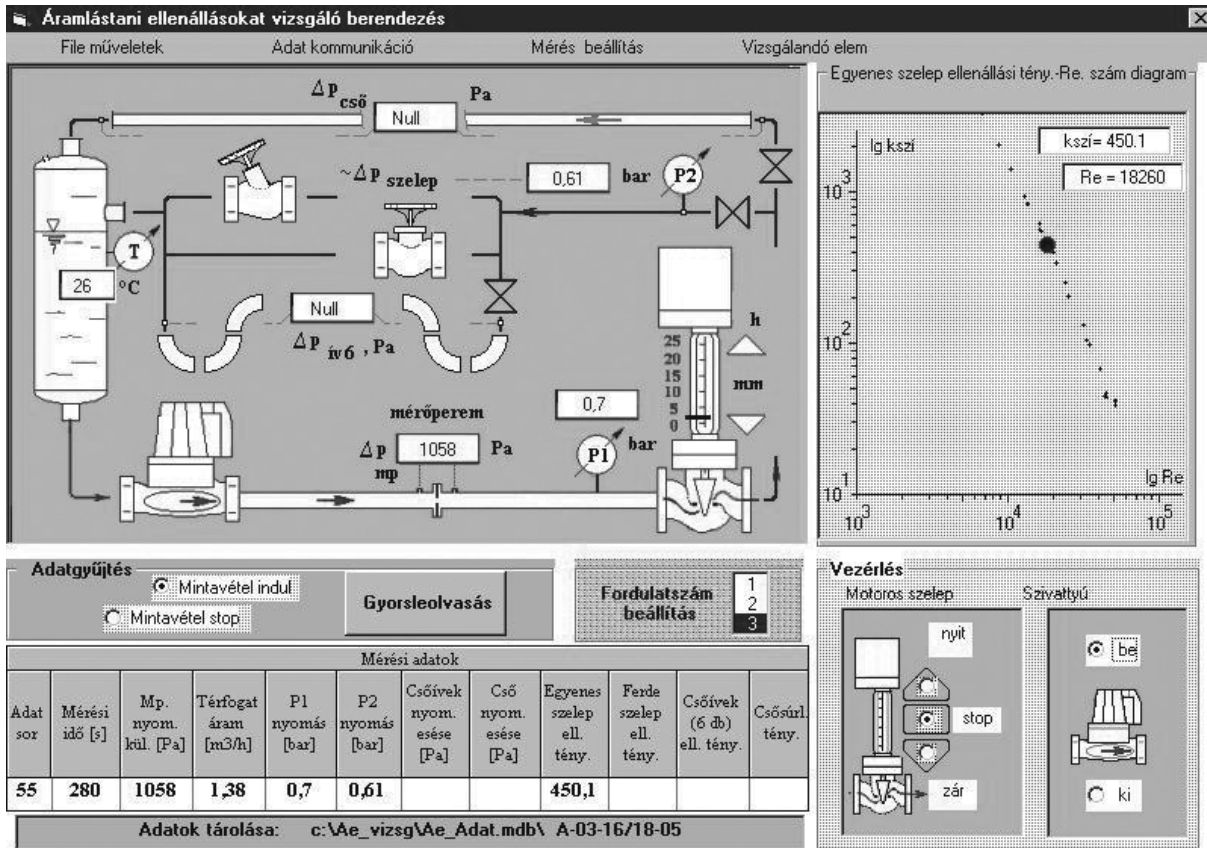 Áramlástani ellenállásokat vizsgáló berendezés
File műveletek Adat kommunikáció Mérés beállítás Vizsgálandó elem
Δp cső Null Pa
~Δp szelep 0,61 bar P2
T
26 °C
Null
Δp ív6 , Pa
h
25
20
15
10
5
0
mm
mérőperem
Δp mp 1058 Pa
0,7
P1 bar
Egyenes szelep ellenállási tény.-Re. szám diagram
lg kszí
kszí= 450.1
Re = 18260
10³
10²
10¹
lg Re
10³ 10⁴ 10⁵
Adatgyűjtés
Mintavétel indul
Mintavétel stop
Gyorsleolvasás
Fordulatszám
beállítás
1
2
3
Mérési adatok
Adat sor
Mérési idő [s]
Mp. nyom. kül. [Pa]
Térfogat áram [m3/h]
P1 nyomás [bar]
P2 nyomás [bar]
Csőívek nyom. esése [Pa]
Cső nyom. esése [Pa]
Egyenes szelep ell. tény.
Ferde szelep ell. tény.
Csőívek (6 db) ell. tény.
Csősúrl. tény.
55 280 1058 1,38 0,7 0,61 450,1
Adatok tárolása: c:\Ae_vizsg\Ae_Adat.mdb\ A-03-16/18-05
Vezérlés
Motoros szelep
nyit
stop
zár
Szivattyú
be
ki